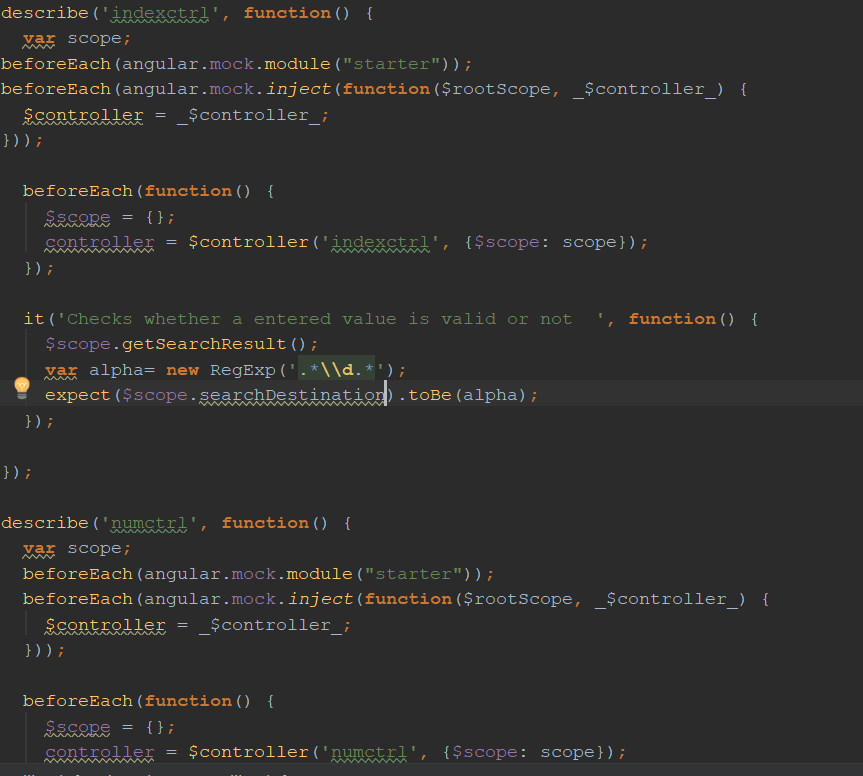 describe('indexctrl', function() {
  var scope;
beforeEach(angular.mock.module("starter"));
beforeEach(angular.mock.inject(function($rootScope, _$controller_) {
  $controller = _$controller_;
}));
  beforeEach(function() {
    $scope = {};
    controller = $controller('indexctrl', {$scope: scope});
  });
  it('Checks whether a entered value is valid or not  ', function() {
    $scope.getSearchResult();
    var alpha= new RegExp('.*\\d.*');
    expect($scope.searchDestination).toBe(alpha);
  });
});
describe('numctrl', function() {
  var scope;
  beforeEach(angular.mock.module("starter"));
  beforeEach(angular.mock.inject(function($rootScope, _$controller_) {
    $controller = _$controller_;
  }));
  beforeEach(function() {
    $scope = {};
    controller = $controller('numctrl', {$scope: scope});